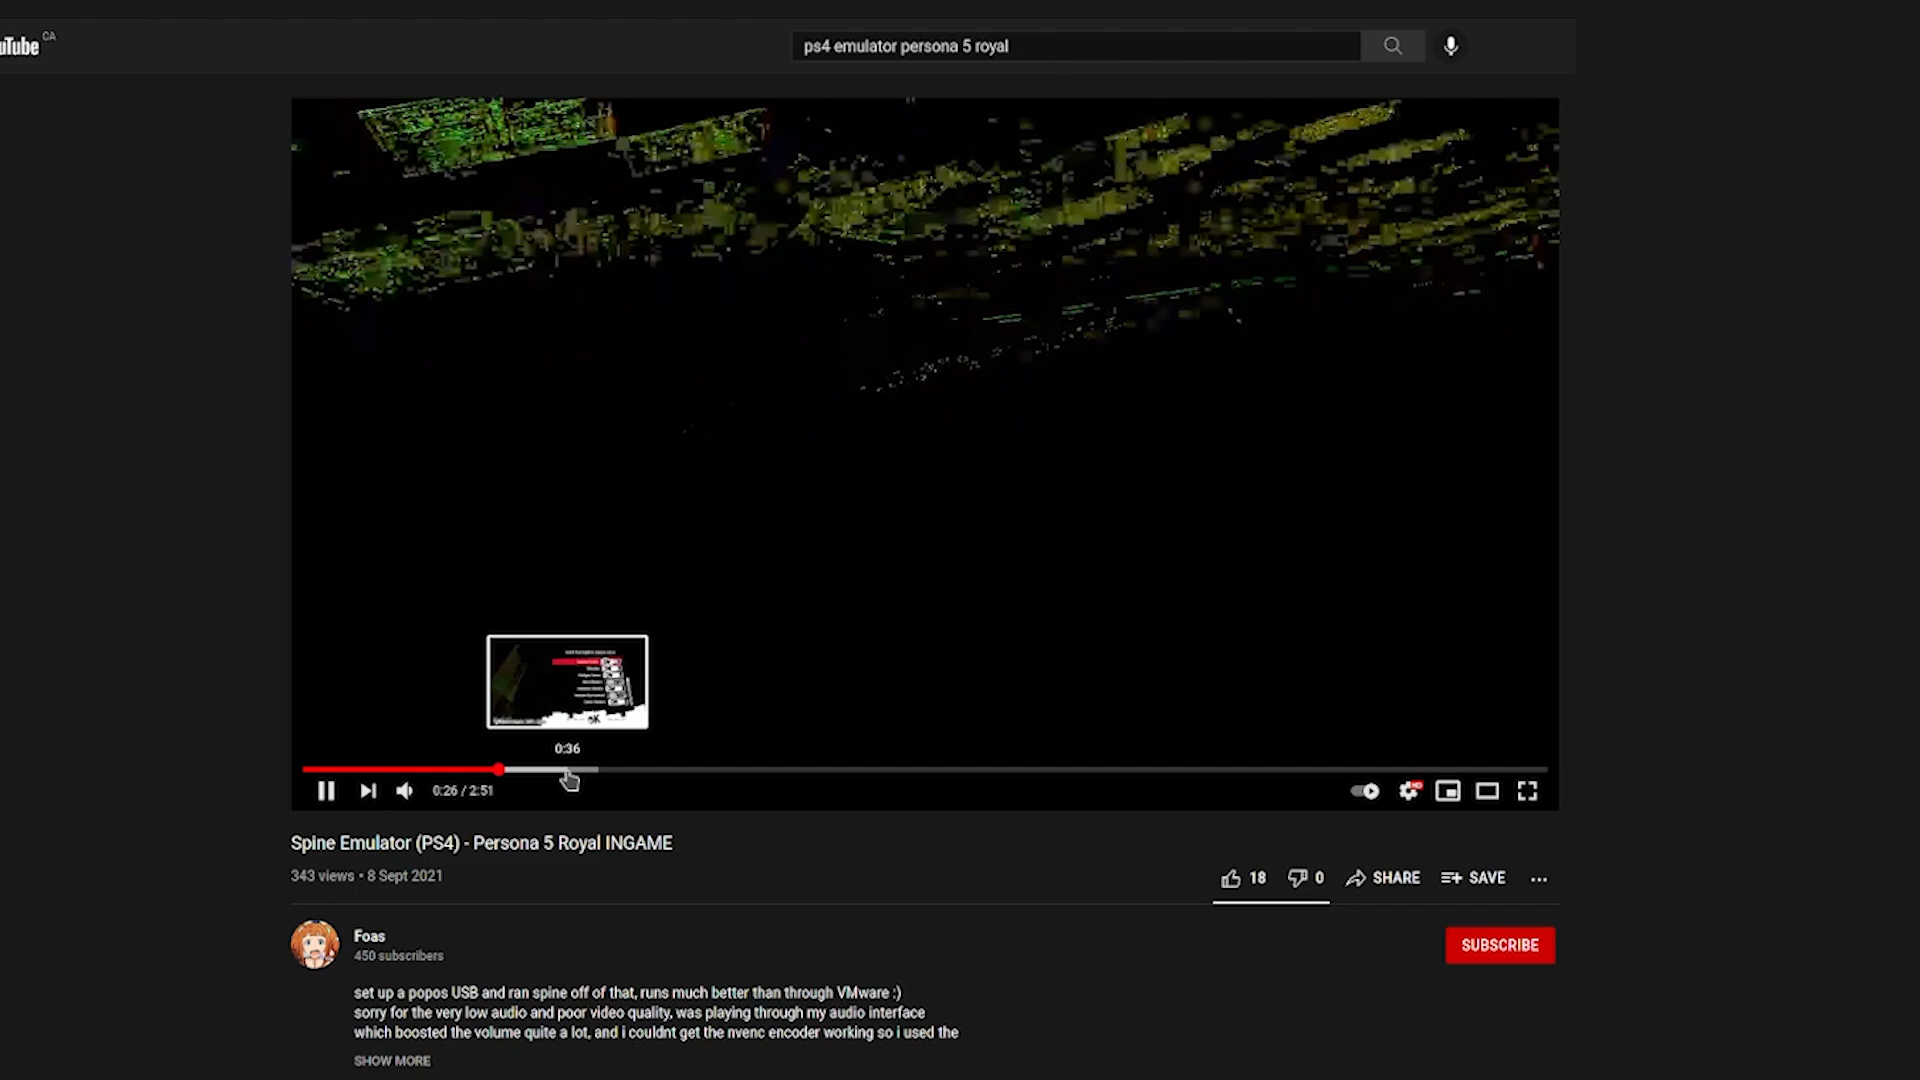 uTube CA
ps4 emulator persona 5 royal
OK
0:36
0:26 / 2:51
HD
Spine Emulator (PS4) - Persona 5 Royal INGAME
343 views • 8 Sept 2021
18 0 SHARE SAVE ...
Foas
450 subscribers
SUBSCRIBE
set up a popos USB and ran spine off of that, runs much better than through VMware :)
sorry for the very low audio and poor video quality, was playing through my audio interface
which boosted the volume quite a lot, and i couldnt get the nvenc encoder working so i used the
SHOW MORE